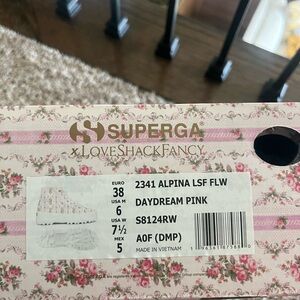 SUPERGA
x LOVESHACKFANCY
EURO
38
USA M
6
USA W
7½
MEX
5
2341 ALPINA LSF FLW
DAYDREAM PINK
S8124RW
A0F (DMP)
MADE IN VIETNAM